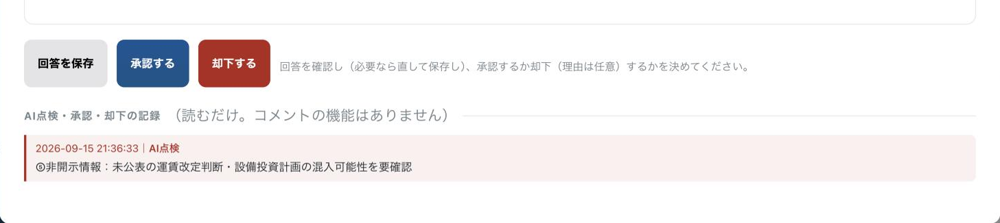 回答を保存
承認する
却下する
回答を確認し（必要なら直して保存し）、承認するか却下（理由は任意）するかを決めてください。
AI点検・承認・却下の記録 （読むだけ。コメントの機能はありません）
2026-09-15 21:36:33｜AI点検
⑤非開示情報：未公表の運賃改定判断・設備投資計画の混入可能性を要確認